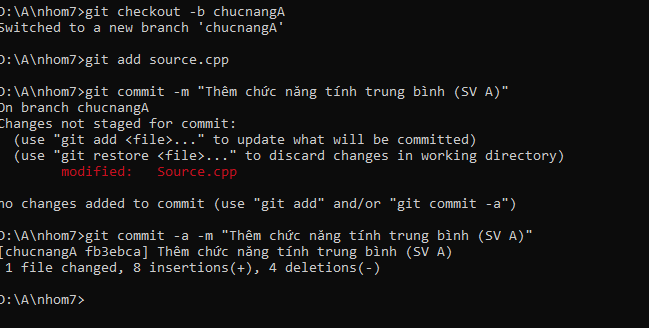 D:\A\nhom7>git checkout -b chucnangA
Switched to a new branch 'chucnangA'
D:\A\nhom7>git add source.cpp
D:\A\nhom7>git commit -m "Thêm chức năng tính trung bình (SV A)"
On branch chucnangA
Changes not staged for commit:
  (use "git add <file>..." to update what will be committed)
  (use "git restore <file>..." to discard changes in working directory)
        modified:   Source.cpp
no changes added to commit (use "git add" and/or "git commit -a")
D:\A\nhom7>git commit -a -m "Thêm chức năng tính trung bình (SV A)"
[chucnangA fb3ebca] Thêm chức năng tính trung bình (SV A)
 1 file changed, 8 insertions(+), 4 deletions(-)
D:\A\nhom7>